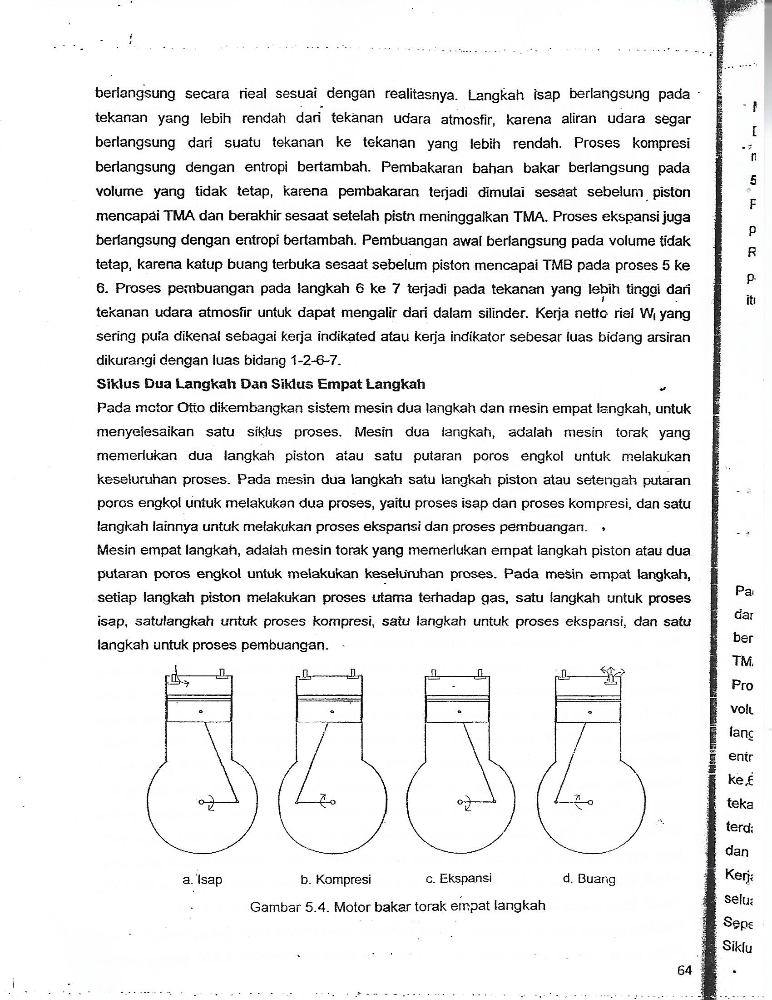 berlangsung secara rieal sesuai dengan realitasnya. Langkah isap berlangsung pada
tekanan yang lebih rendah dari tekanan udara atmosfir, karena aliran udara segar
berlangsung dari suatu tekanan ke tekanan yang lebih rendah. Proses kompresi
berlangsung dengan entropi bertambah. Pembakaran bahan bakar berlangsung pada
volume yang tidak tetap, karena pembakaran terjadi dimulai sesaat sebelum piston
mencapai TMA dan berakhir sesaat setelah pistn meninggalkan TMA. Proses ekspansi juga
berlangsung dengan entropi bertambah. Pembuangan awal berlangsung pada volume tidak
tetap, karena katup buang terbuka sesaat sebelum piston mencapai TMB pada proses 5 ke
6. Proses pembuangan pada langkah 6 ke 7 terjadi pada tekanan yang lebih tinggi dari
tekanan udara atmosfir untuk dapat mengalir dari dalam silinder. Kerja netto riel Wi yang
sering pula dikenal sebagai kerja indikated atau kerja indikator sebesar luas bidang arsiran
dikurangi dengan luas bidang 1-2-6-7.
Siklus Dua Langkah Dan Siklus Empat Langkah
Pada motor Otto dikembangkan sistem mesin dua langkah dan mesin empat langkah, untuk
menyelesaikan satu siklus proses. Mesin dua langkah, adalah mesin torak yang
memerlukan dua langkah piston atau satu putaran poros engkol untuk melakukan
keseluruhan proses. Pada mesin dua langkah satu langkah piston atau setengah putaran
poros engkol untuk melakukan dua proses, yaitu proses isap dan proses kompresi, dan satu
langkah lainnya untuk melakukan proses ekspansi dan proses pembuangan.
Mesin empat langkah, adalah mesin torak yang memerlukan empat langkah piston atau dua
putaran poros engkol untuk melakukan keseluruhan proses. Pada mesin empat langkah,
setiap langkah piston melakukan proses utama terhadap gas, satu langkah untuk proses
isap, satulangkah untuk proses kompresi, satu langkah untuk proses ekspansi, dan satu
langkah untuk proses pembuangan.
a. Isap b. Kompresi c. Ekspansi d. Buang
Gambar 5.4. Motor bakar torak empat langkah
64